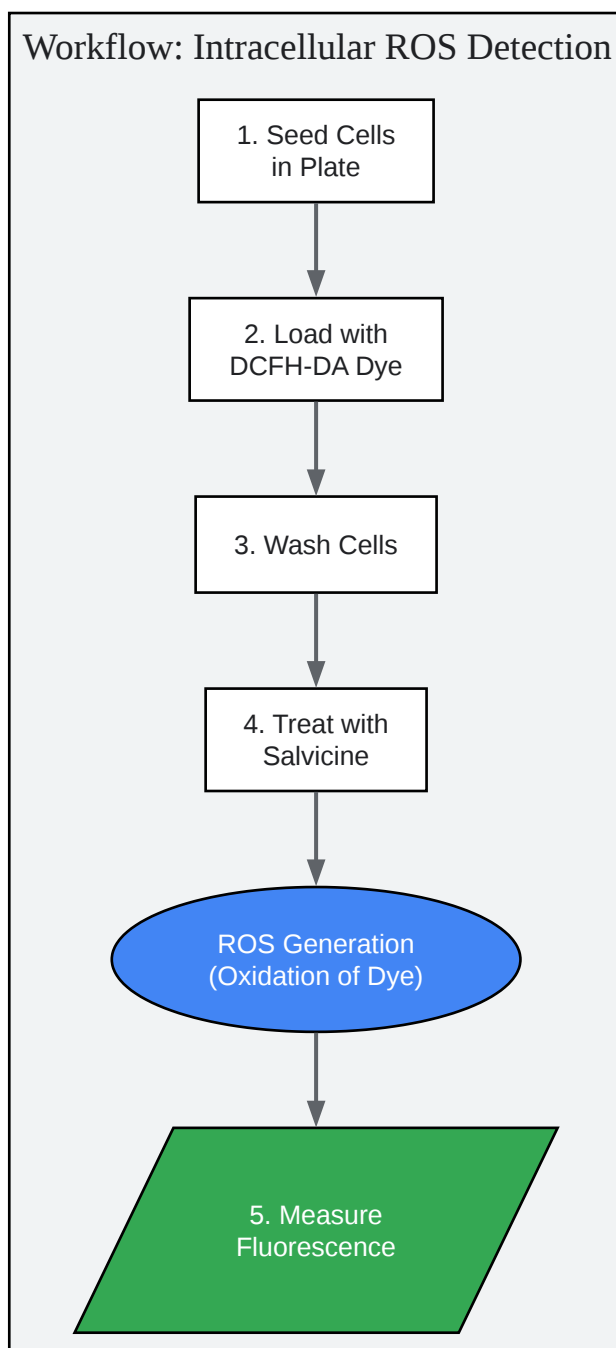 Workflow: Intracellular ROS Detection
1. Seed Cells
in Plate
2. Load with
DCFH-DA Dye
3. Wash Cells
4. Treat with
Salvicine
ROS Generation
(Oxidation of Dye)
5. Measure
Fluorescence